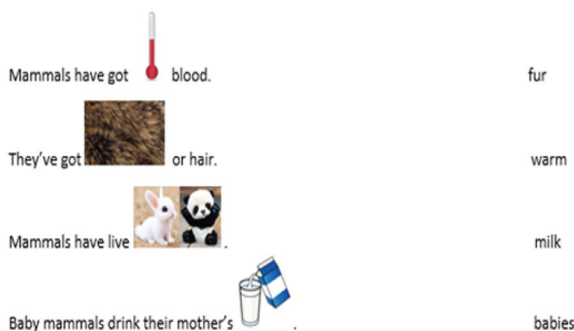 Mammals have got blood. fur
They've got or hair. warm
Mammals have live . milk
Baby mammals drink their mother's . babies